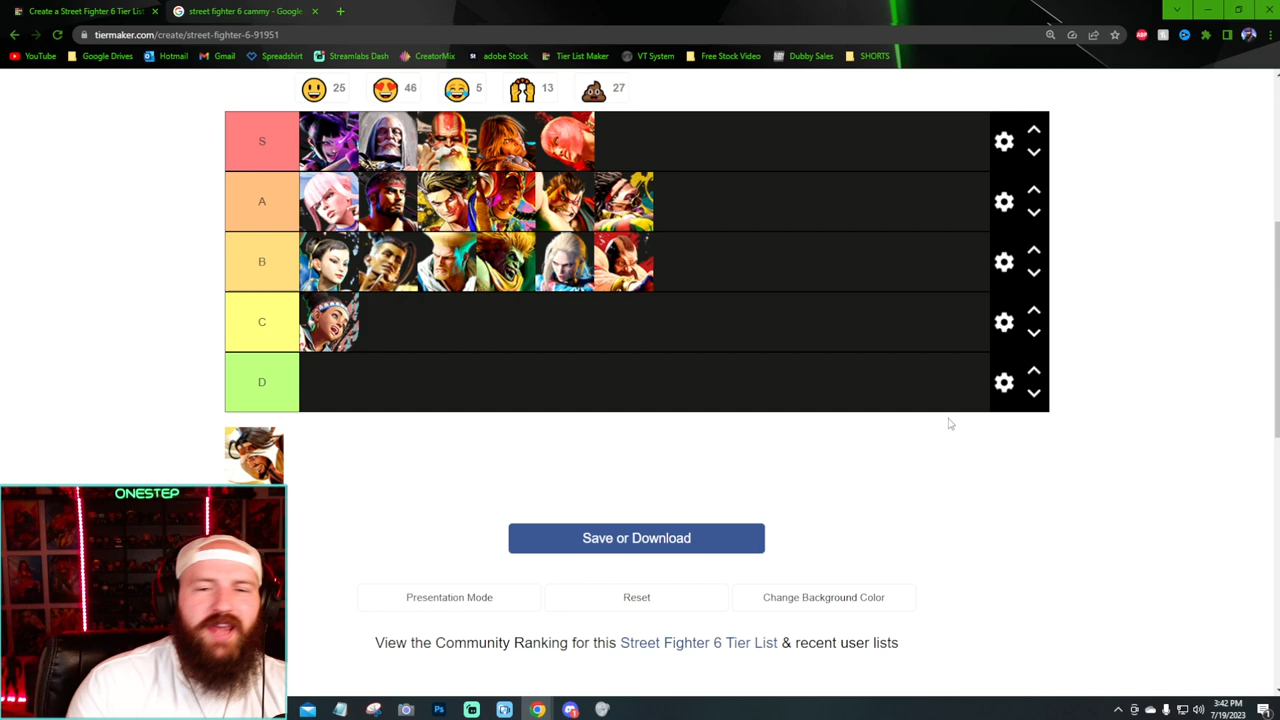 Create a Street Fighter 6 Tier List
street fighter 6 cammy - Google
tiermaker.com/create/street-fighter-6-91951
YouTube
Google Drives
Hotmail
Gmail
Spreadshirt
Streamlabs Dash
CreatorMix
adobe Stock
Tier List Maker
VT System
Free Stock Video
Dubby Sales
SHORTS
25
46
5
13
27
S
A
B
C
D
ONESTEP
Save or Download
Presentation Mode
Reset
Change Background Color
View the Community Ranking for this Street Fighter 6 Tier List & recent user lists
3:42 PM
7/19/2023